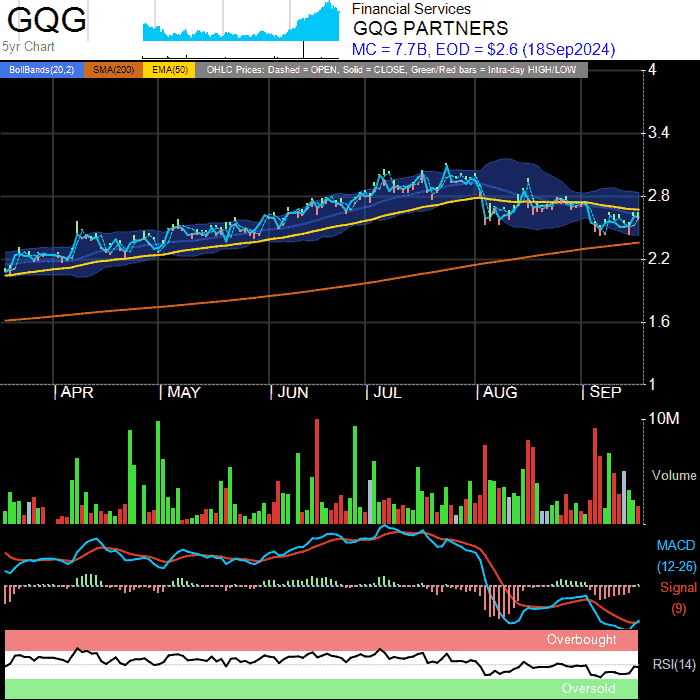 GQG
5yr Chart
Financial Services
GQG PARTNERS
MC = 7.7B, EOD = $2.6 (18Sep2024)
BollBands(20,2) SMA(200) EMA(50) OHLC Prices: Dashed = OPEN, Solid = CLOSE, Green/Red bars = Intra-day HIGH/LOW
4
3.4
2.8
2.2
1.6
1
APR MAY JUN JUL AUG SEP
10M
Volume
MACD
(12-26)
Signal
(9)
Overbought
RSI(14)
Oversold